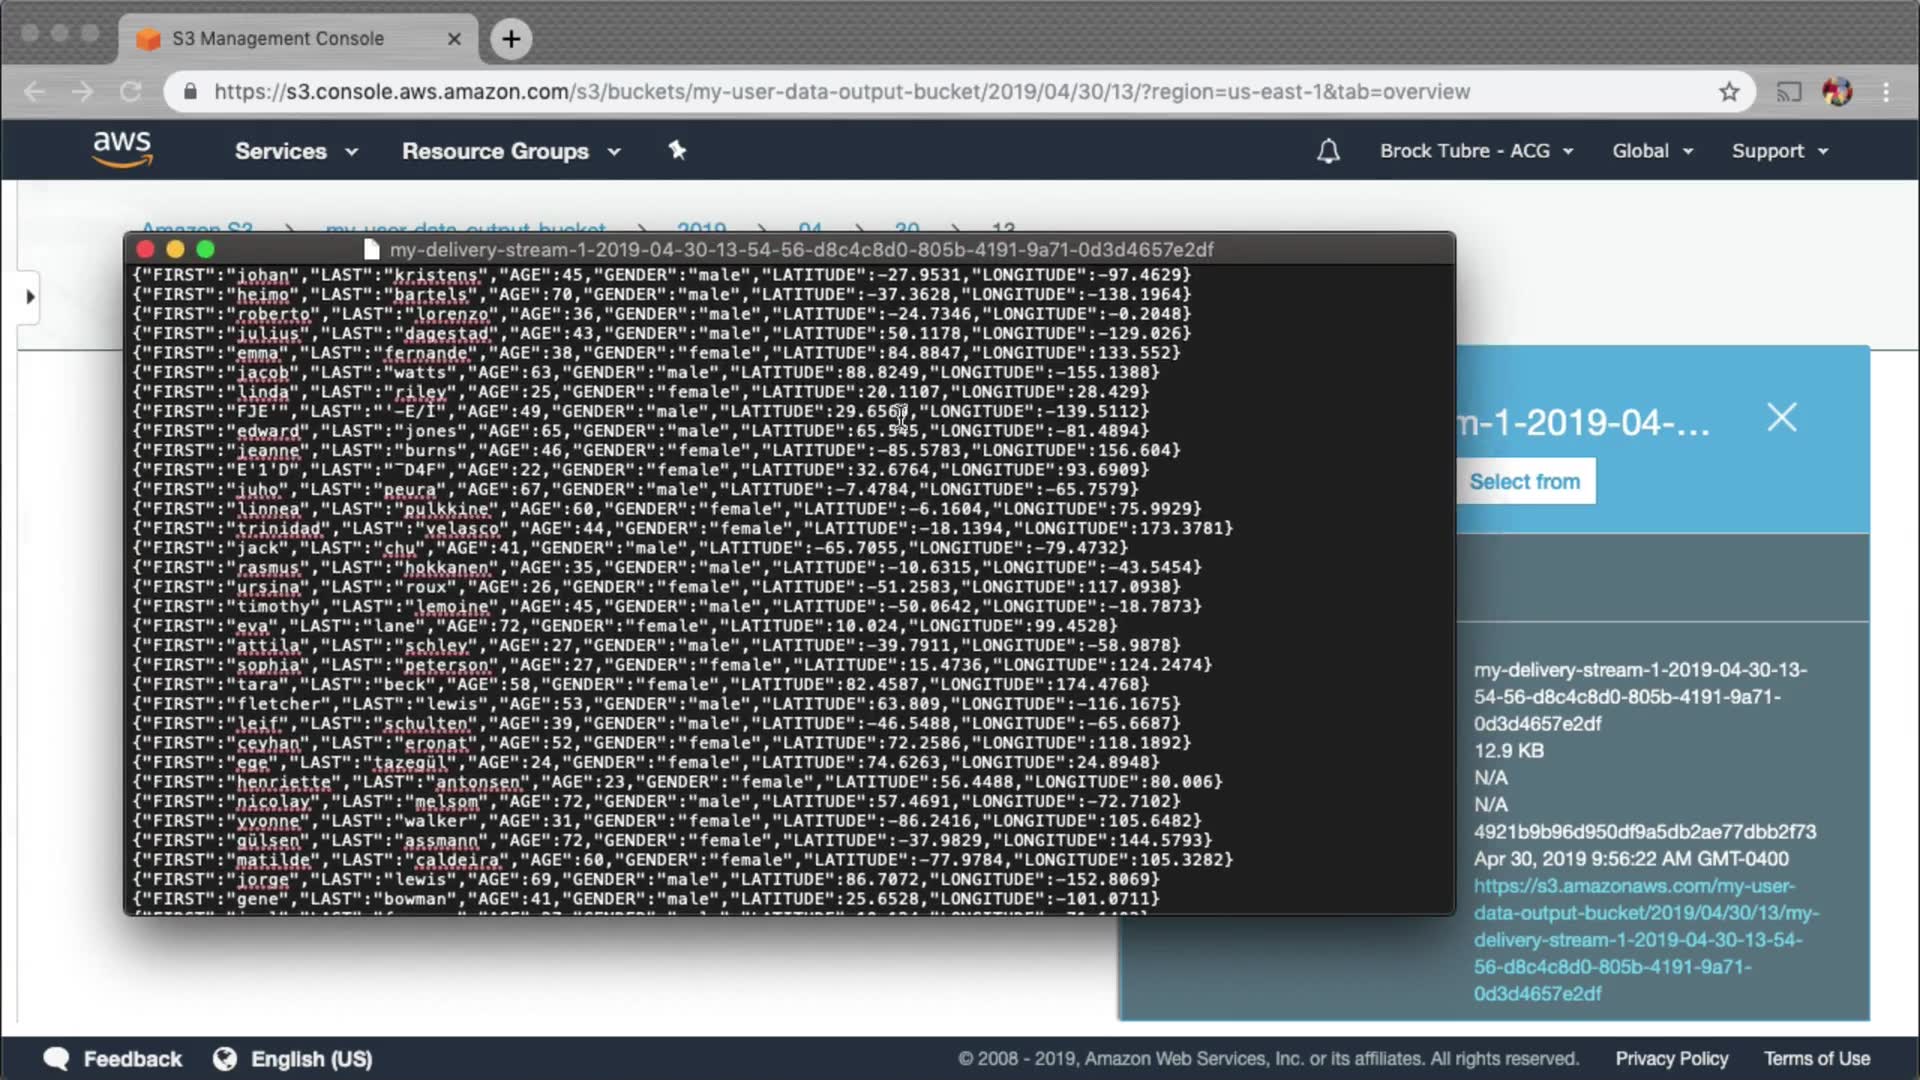 S3 Management Console
https://s3.console.aws.amazon.com/s3/buckets/my-user-data-output-bucket/2019/04/30/13/?region=us-east-1&tab=overview
aws Services Resource Groups Brock Tubre - ACG Global Support
Amazon S3 my-user-data-output-bucket 2019 04 30 13
my-delivery-stream-1-2019-04-30-13-54-56-d8c4c8d0-805b-4191-9a71-0d3d4657e2df
{"FIRST":"johan","LAST":"kristens","AGE":45,"GENDER":"male","LATITUDE":-27.9531,"LONGITUDE":-97.4629}
{"FIRST":"heimo","LAST":"bartels","AGE":70,"GENDER":"male","LATITUDE":-37.3628,"LONGITUDE":-138.1964}
{"FIRST":"roberto","LAST":"lorenzo","AGE":36,"GENDER":"male","LATITUDE":-24.7346,"LONGITUDE":-0.2048}
{"FIRST":"julius","LAST":"dagestad","AGE":43,"GENDER":"male","LATITUDE":50.1178,"LONGITUDE":-129.026}
{"FIRST":"emma","LAST":"fernande","AGE":38,"GENDER":"female","LATITUDE":84.8847,"LONGITUDE":133.552}
{"FIRST":"jacob","LAST":"watts","AGE":63,"GENDER":"male","LATITUDE":88.8249,"LONGITUDE":-155.1388}
{"FIRST":"linda","LAST":"riley","AGE":25,"GENDER":"female","LATITUDE":20.1107,"LONGITUDE":28.429}
"AGE":49,"GENDER":"male","LONGITUDE":-139.5112}
{"FIRST":"edward","LAST":"jones","AGE":65,"GENDER":"male","LATITUDE":65.545,"LONGITUDE":-81.4894}
{"FIRST":"jeanne","LAST":"burns","AGE":46,"GENDER":"female","LATITUDE":-85.5783,"LONGITUDE":156.604}
{"FIRST":"E'1'D","LAST":"¯D4F","AGE":22,"GENDER":"female","LATITUDE":32.6764,"LONGITUDE":93.6909}
{"FIRST":"juho","LAST":"peura","AGE":67,"GENDER":"male","LATITUDE":-7.4784,"LONGITUDE":-65.7579}
{"FIRST":"linnea","LAST":"pulkkine","AGE":60,"GENDER":"female","LATITUDE":-6.1604,"LONGITUDE":75.9929}
{"FIRST":"trinidad","LAST":"velasco","AGE":44,"GENDER":"female","LATITUDE":-18.1394,"LONGITUDE":173.3781}
{"FIRST":"jack","LAST":"chu","AGE":41,"GENDER":"male","LATITUDE":-65.7055,"LONGITUDE":-79.4732}
{"FIRST":"rasmus","LAST":"hokkanen","AGE":35,"GENDER":"male","LATITUDE":-10.6315,"LONGITUDE":-43.5454}
{"FIRST":"ursina","LAST":"roux","AGE":26,"GENDER":"female","LATITUDE":-51.2583,"LONGITUDE":117.0938}
{"FIRST":"timothy","LAST":"lemoine","AGE":45,"GENDER":"male","LATITUDE":-50.0642,"LONGITUDE":-18.7873}
{"FIRST":"eva","LAST":"lane","AGE":72,"GENDER":"female","LATITUDE":10.024,"LONGITUDE":99.4528}
{"FIRST":"attila","LAST":"schley","AGE":27,"GENDER":"male","LATITUDE":-39.7911,"LONGITUDE":-58.9878}
{"FIRST":"sophia","LAST":"peterson","AGE":27,"GENDER":"female","LATITUDE":15.4736,"LONGITUDE":124.2474}
{"FIRST":"tara","LAST":"beck","AGE":58,"GENDER":"female","LATITUDE":82.4587,"LONGITUDE":174.4768}
{"FIRST":"fletcher","LAST":"lewis","AGE":53,"GENDER":"male","LATITUDE":63.809,"LONGITUDE":-116.1675}
{"FIRST":"leif","LAST":"schulten","AGE":39,"GENDER":"male","LATITUDE":-46.5488,"LONGITUDE":-65.6687}
{"FIRST":"ceyhan","LAST":"eronat","AGE":52,"GENDER":"female","LATITUDE":72.2586,"LONGITUDE":118.1892}
{"FIRST":"ege","LAST":"tazegül","AGE":24,"GENDER":"female","LATITUDE":74.6263,"LONGITUDE":24.8948}
{"FIRST":"henriette","LAST":"antonsen","AGE":23,"GENDER":"female","LATITUDE":56.4488,"LONGITUDE":80.006}
{"FIRST":"nicolay","LAST":"melsom","AGE":72,"GENDER":"male","LATITUDE":57.4691,"LONGITUDE":-72.7102}
{"FIRST":"yvonne","LAST":"walker","AGE":31,"GENDER":"female","LATITUDE":-86.2416,"LONGITUDE":105.6482}
{"FIRST":"gülsen","LAST":"assmann","AGE":72,"GENDER":"female","LATITUDE":-37.9829,"LONGITUDE":144.5793}
{"FIRST":"matilde","LAST":"caldeira","AGE":60,"GENDER":"female","LATITUDE":-77.9784,"LONGITUDE":105.3282}
{"FIRST":"jorge","LAST":"lewis","AGE":69,"GENDER":"male","LATITUDE":86.7072,"LONGITUDE":-152.8069}
{"FIRST":"gene","LAST":"bowman","AGE":41,"GENDER":"male","LATITUDE":25.6528,"LONGITUDE":-101.0711}
m-1-2019-04-...
Select from
my-delivery-stream-1-2019-04-30-13-
54-56-d8c4c8d0-805b-4191-9a71-
0d3d4657e2df
12.9 KB
N/A
N/A
4921b9b96d950df9a5db2ae77dbb2f73
Apr 30, 2019 9:56:22 AM GMT-0400
https://s3.amazonaws.com/my-user-
data-output-bucket/2019/04/30/13/my-
delivery-stream-1-2019-04-30-13-54-
56-d8c4c8d0-805b-4191-9a71-
0d3d4657e2df
Feedback English (US) © 2008 - 2019, Amazon Web Services, Inc. or its affiliates. All rights reserved. Privacy Policy Terms of Use